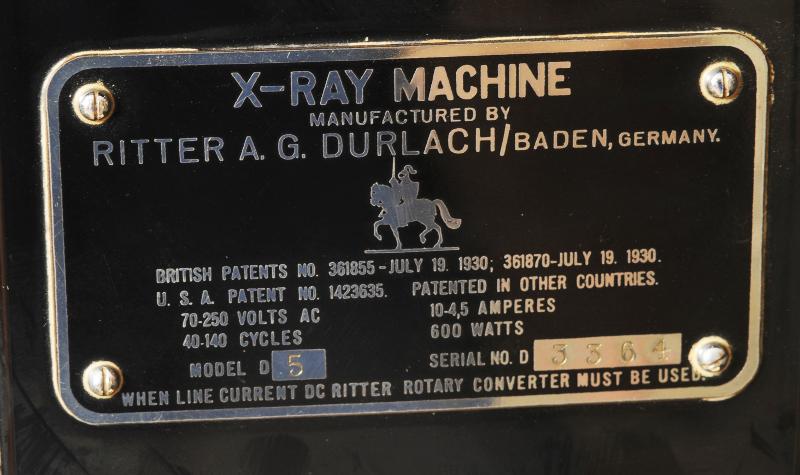 X-RAY MACHINE
MANUFACTURED BY
RITTER A. G. DURLACH/BADEN, GERMANY.
BRITISH PATENTS NO. 361855-JULY 19. 1930; 361870-JULY 19. 1930.
U. S. A. PATENT NO. 1423635. PATENTED IN OTHER COUNTRIES.
70-250 VOLTS AC 10-4,5 AMPERES
40-140 CYCLES 600 WATTS
MODEL D 5 SERIAL NO. D 3364
WHEN LINE CURRENT DC RITTER ROTARY CONVERTER MUST BE USED.